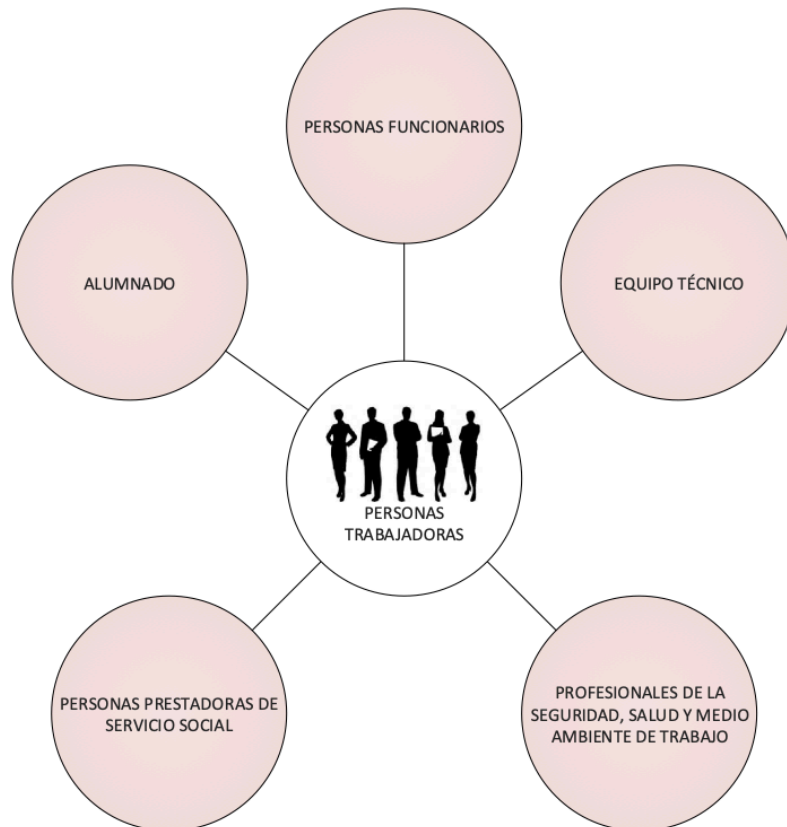 PERSONAS FUNCIONARIOS
ALUMNADO
EQUIPO TÉCNICO
PERSONAS
TRABAJADORAS
PERSONAS PRESTADORAS DE
SERVICIO SOCIAL
PROFESIONALES DE LA
SEGURIDAD, SALUD Y MEDIO
AMBIENTE DE TRABAJO